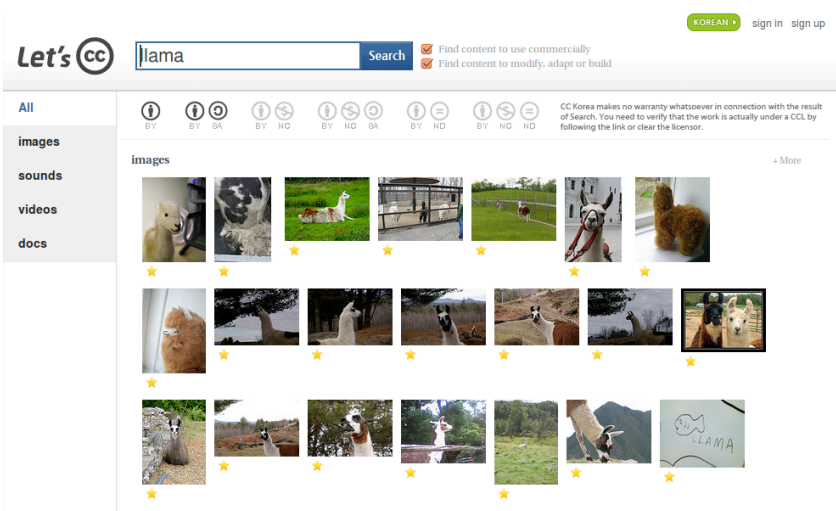 KOREAN
sign in sign up
Let's CC
llama
Search
Find content to use commercially
Find content to modify, adapt or build
All
images
sounds
videos
docs
BY
BY SA
BY NC
BY NC SA
BY ND
BY NC ND
CC Korea makes no warranty whatsoever in connection with the result
of Search. You need to verify that the work is actually under a CCL by
following the link or clear the licensor.
images
+ More
LLAMA